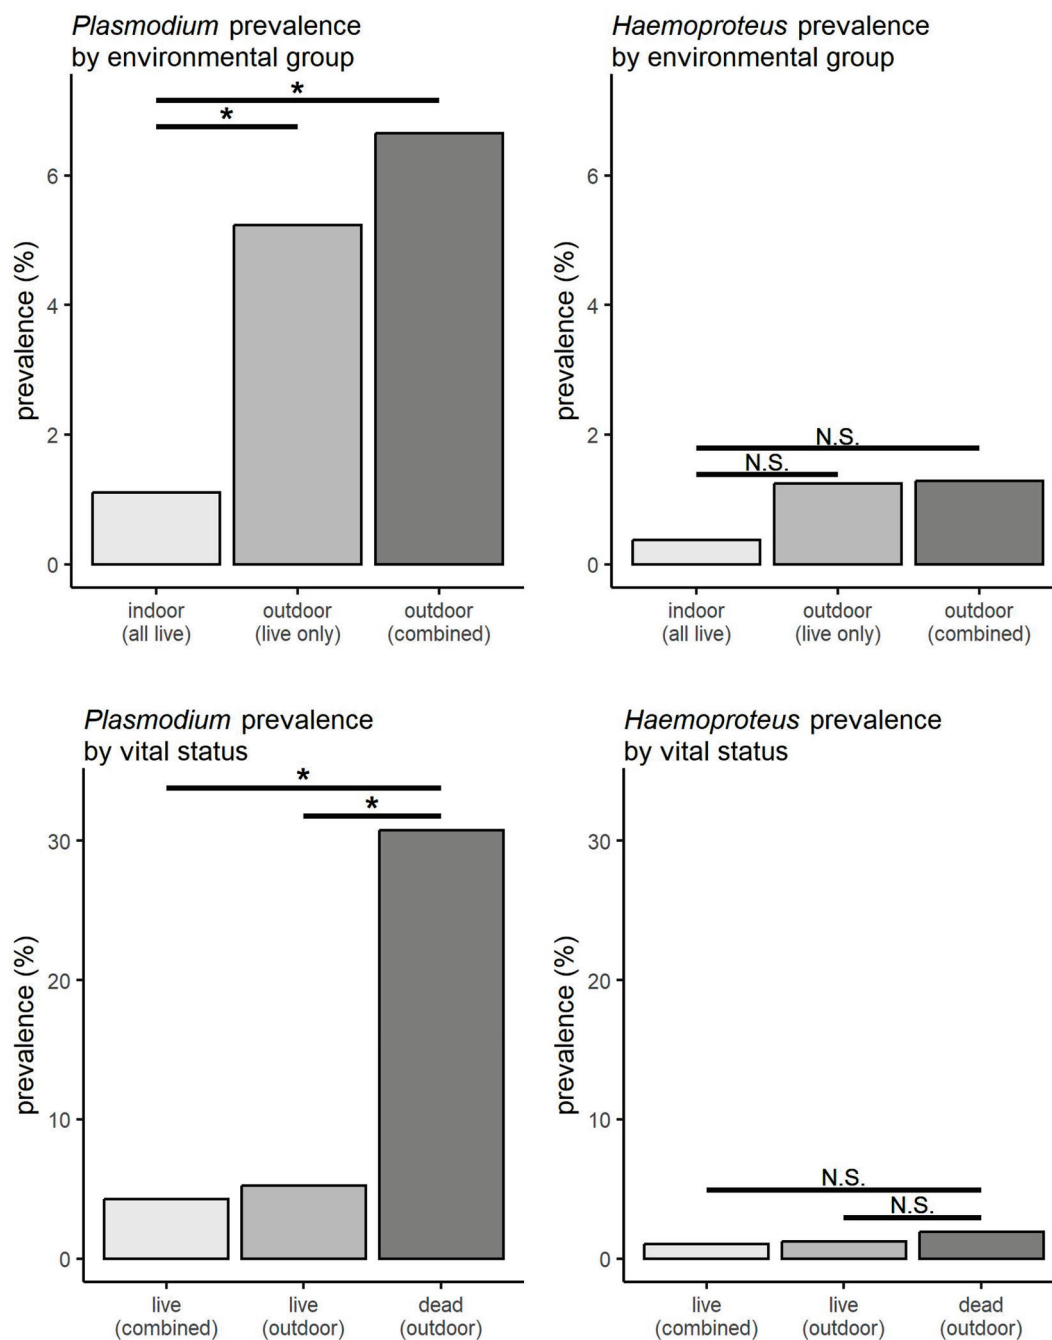 Plasmodium prevalence
by environmental group
*
*
6
4
2
0
prevalence (%)
indoor
(all live)
outdoor
(live only)
outdoor
(combined)
Haemoproteus prevalence
by environmental group
6
4
2
0
prevalence (%)
N.S.
N.S.
indoor
(all live)
outdoor
(live only)
outdoor
(combined)
Plasmodium prevalence
by vital status
*
*
30
20
10
0
prevalence (%)
live
(combined)
live
(outdoor)
dead
(outdoor)
Haemoproteus prevalence
by vital status
30
20
10
0
prevalence (%)
N.S.
N.S.
live
(combined)
live
(outdoor)
dead
(outdoor)